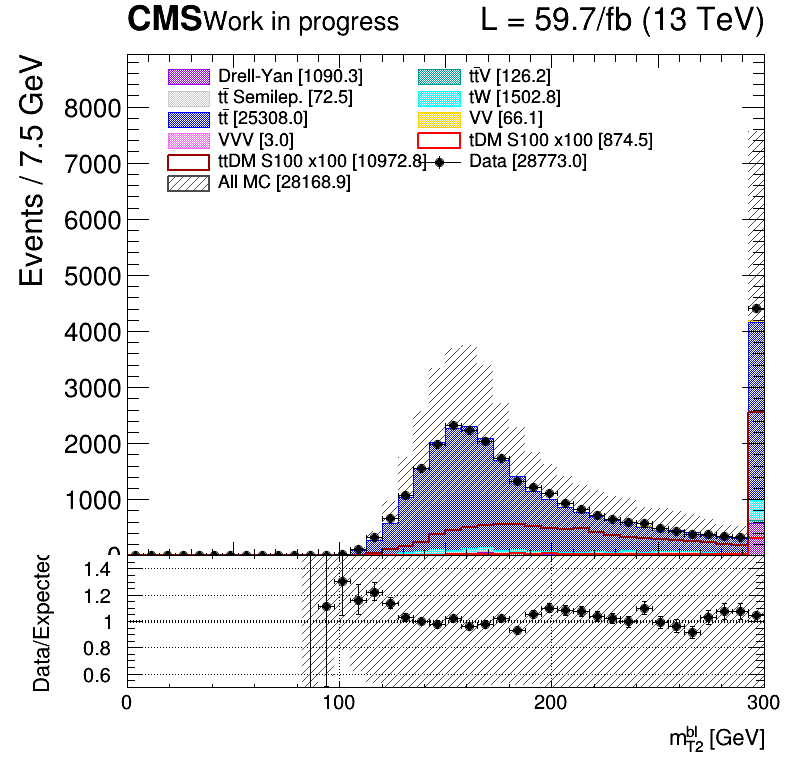 CMS Work in progress L = 59.7/fb (13 TeV)
Events / 7.5 GeV
Drell-Yan [1090.3] tt̄V [126.2]
tt̄ Semilep. [72.5] tW [1502.8]
tt̄ [25308.0] VV [66.1]
VVV [3.0] tDM S100 x100 [874.5]
ttDM S100 x100 [10972.8] Data [28773.0]
All MC [28168.9]
8000
7000
6000
5000
4000
3000
2000
1000
0
Data/Expected
1.4
1.2
1
0.8
0.6
0 100 200 300
m_{T2}^{bl} [GeV]